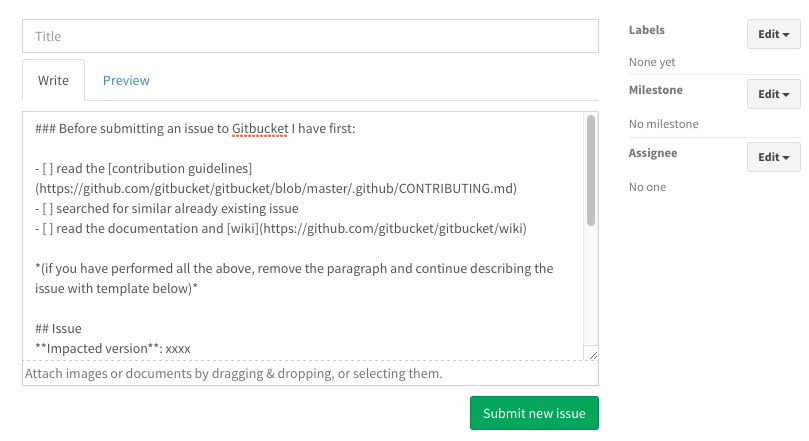 Title
Write Preview
### Before submitting an issue to Gitbucket I have first:
- [ ] read the [contribution guidelines]
(https://github.com/gitbucket/gitbucket/blob/master/.github/CONTRIBUTING.md)
- [ ] searched for similar already existing issue
- [ ] read the documentation and [wiki](https://github.com/gitbucket/gitbucket/wiki)
*(if you have performed all the above, remove the paragraph and continue describing the
issue with template below)*
## Issue
**Impacted version**: xxxx
Attach images or documents by dragging & dropping, or selecting them.
Submit new issue
Labels
Edit
None yet
Milestone
Edit
No milestone
Assignee
Edit
No one